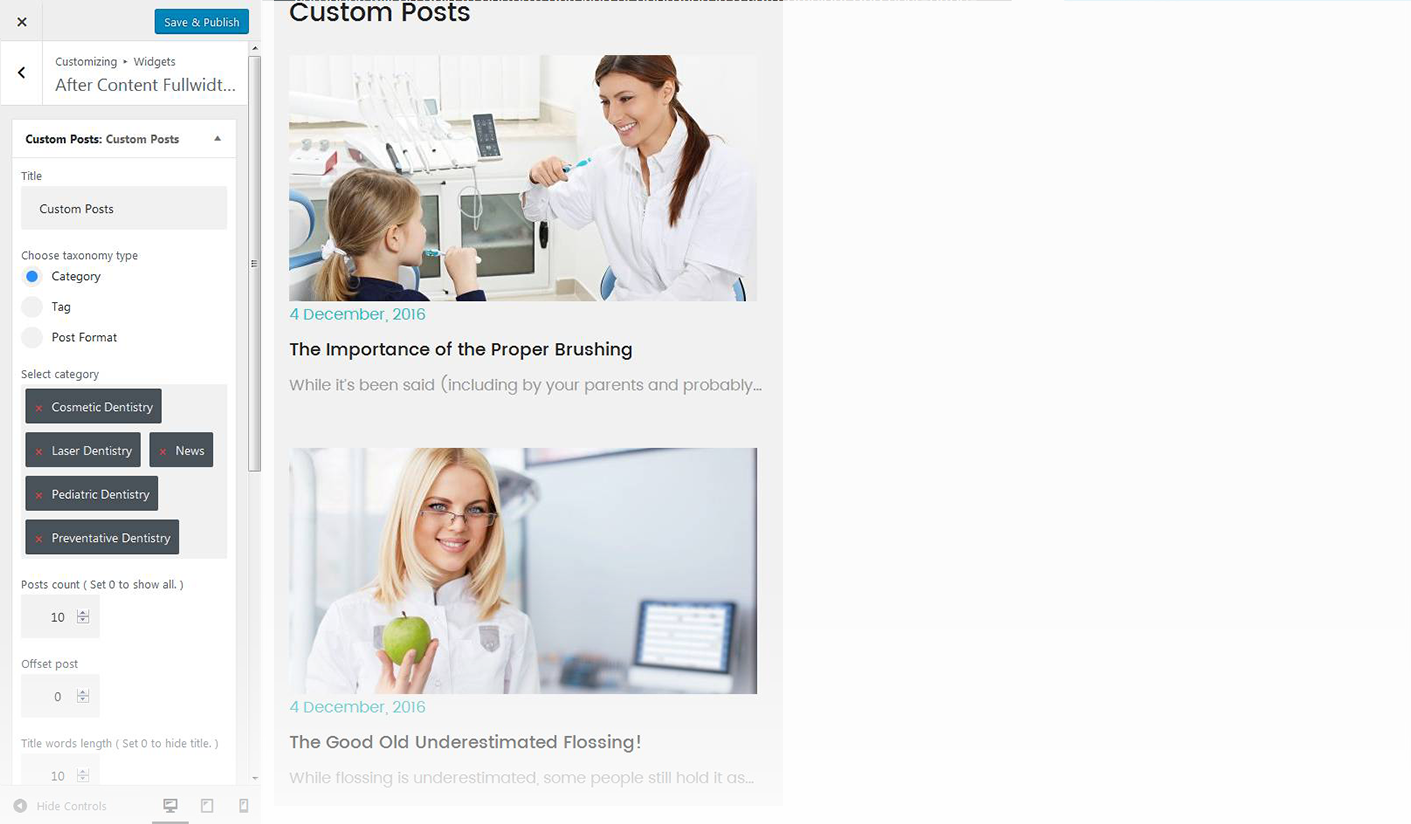 Save & Publish
Customizing ▸ Widgets
After Content Fullwidt...
Custom Posts: Custom Posts
Title
Custom Posts
Choose taxonomy type
Category
Tag
Post Format
Select category
× Cosmetic Dentistry
× Laser Dentistry × News
× Pediatric Dentistry
× Preventative Dentistry
Posts count ( Set 0 to show all. )
10
Offset post
0
Title words length ( Set 0 to hide title. )
10
Hide Controls
Custom Posts
4 December, 2016
The Importance of the Proper Brushing
While it's been said (including by your parents and probably...
4 December, 2016
The Good Old Underestimated Flossing!
While flossing is underestimated, some people still hold it as...